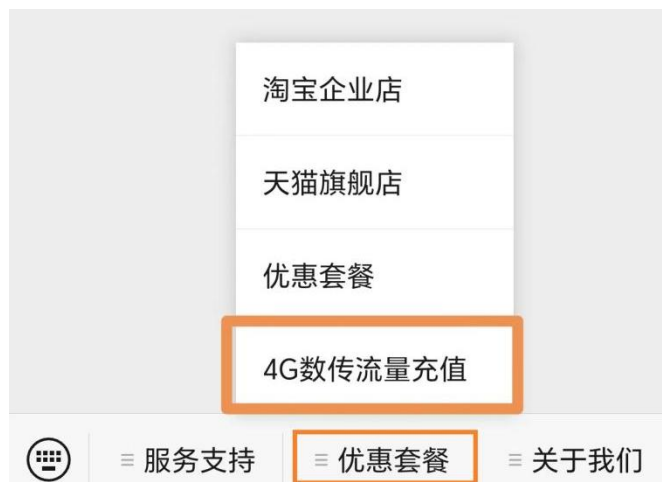 淘宝企业店
天猫旗舰店
优惠套餐
4G数传流量充值
服务支持
优惠套餐
关于我们